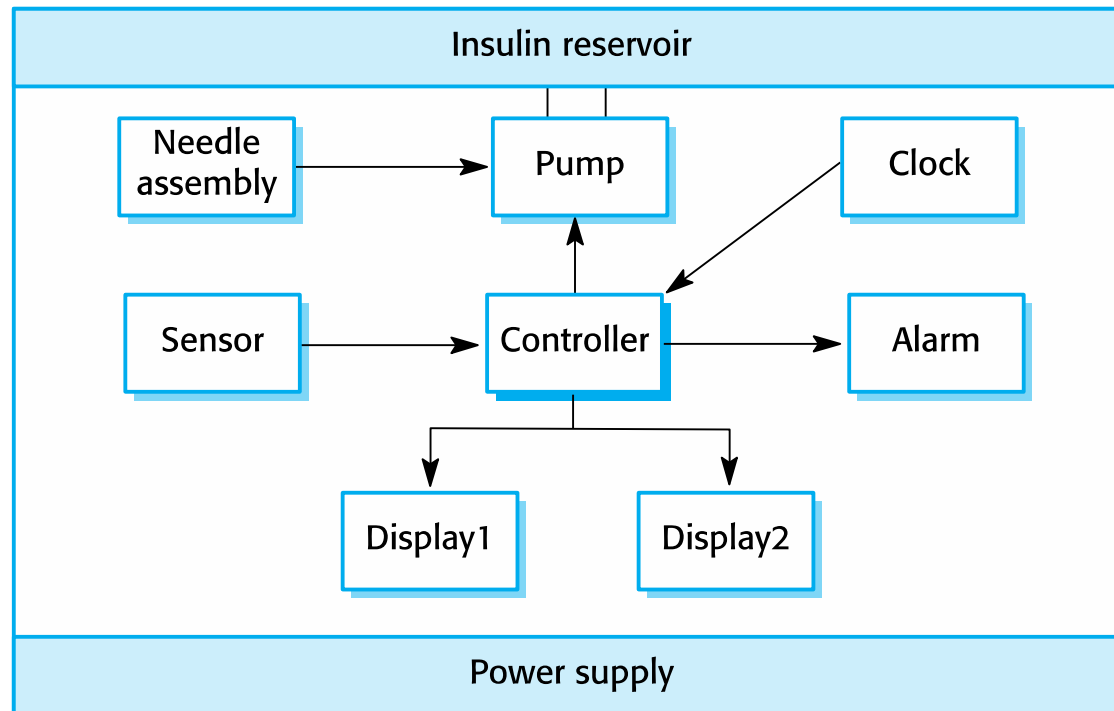 Insulin reservoir
Needle
assembly
Pump
Clock
Sensor
Controller
Alarm
Display1
Display2
Power supply